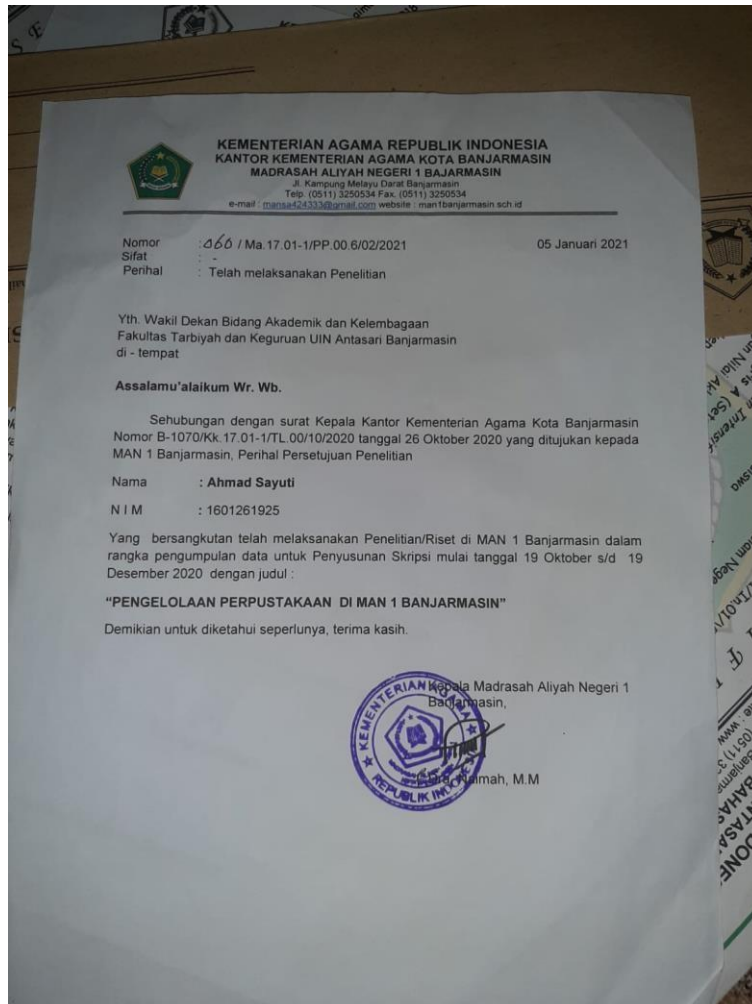 KEMENTERIAN AGAMA REPUBLIK INDONESIA
KANTOR KEMENTERIAN AGAMA KOTA BANJARMASIN
MADRASAH ALIYAH NEGERI 1 BAJARMASIN
Jl. Kampung Melayu Darat Banjarmasin
Telp. (0511) 3250534 Fax. (0511) 3250534
e-mail : mansa424333@gmail.com website : man1banjarmasin sch.id
Nomor : 060 / Ma.17.01-1/PP.00.6/02/2021 05 Januari 2021
Sifat : -
Perihal : Telah melaksanakan Penelitian
Yth. Wakil Dekan Bidang Akademik dan Kelembagaan
Fakultas Tarbiyah dan Keguruan UIN Antasari Banjarmasin
di - tempat
Assalamu'alaikum Wr. Wb.
Sehubungan dengan surat Kepala Kantor Kementerian Agama Kota Banjarmasin
Nomor B-1070/Kk.17.01-1/TL.00/10/2020 tanggal 26 Oktober 2020 yang ditujukan kepada
MAN 1 Banjarmasin, Perihal Persetujuan Penelitian
Nama : Ahmad Sayuti
N I M : 1601261925
Yang bersangkutan telah melaksanakan Penelitian/Riset di MAN 1 Banjarmasin dalam
rangka pengumpulan data untuk Penyusunan Skripsi mulai tanggal 19 Oktober s/d 19
Desember 2020 dengan judul :
"PENGELOLAAN PERPUSTAKAAN DI MAN 1 BANJARMASIN"
Demikian untuk diketahui seperlunya, terima kasih.
Kepala Madrasah Aliyah Negeri 1
Banjarmasin,
KEMENTERIAN AGAMA
REPUBLIK INDONESIA
M.M